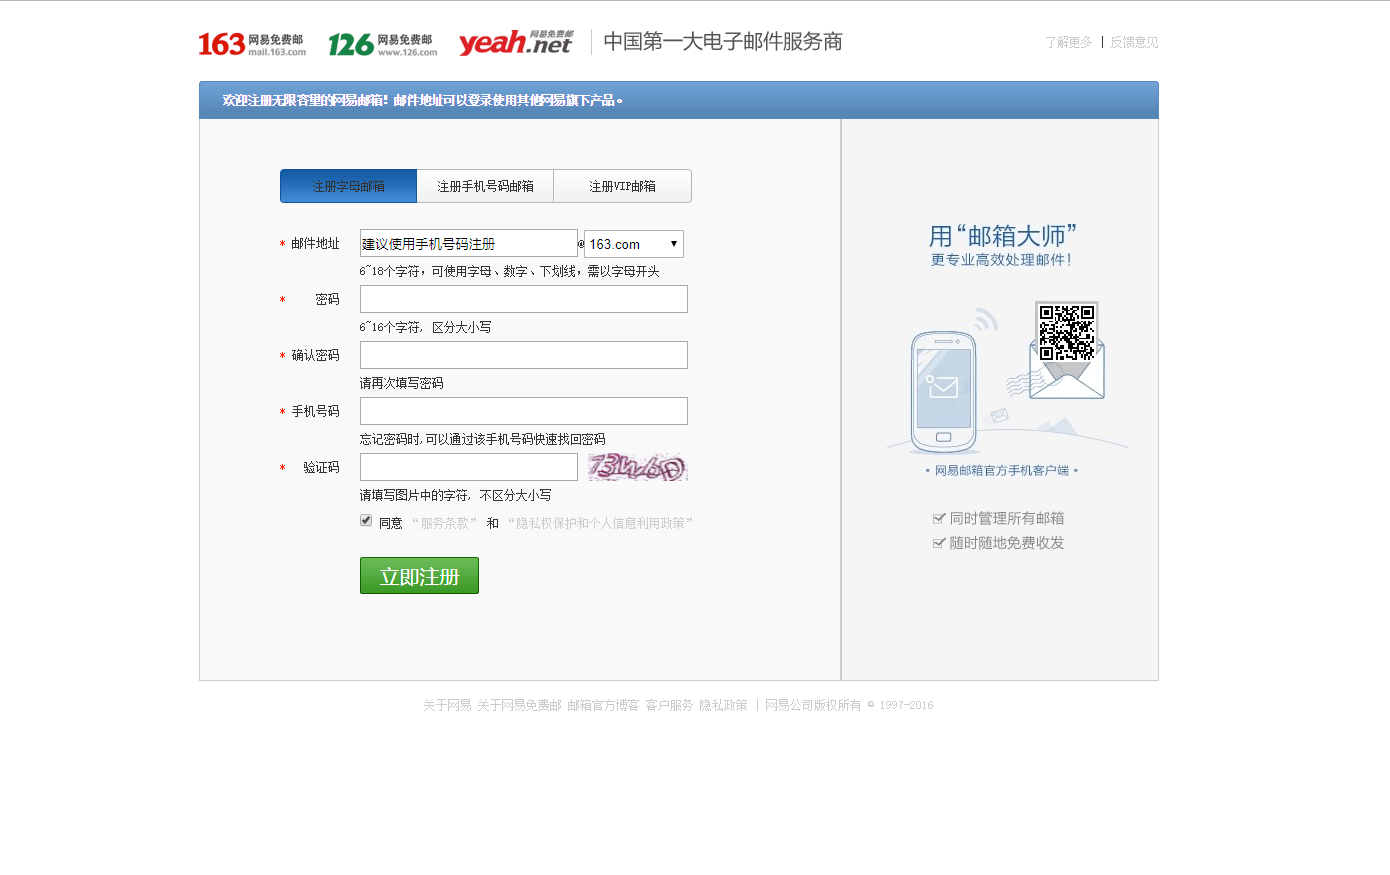 163 网易免费邮 mail.163.com 126 网易免费邮 www.126.com yeah.net 网易免费邮 中国第一大电子邮件服务商 了解更多 | 反馈意见
欢迎注册无限容量的网易邮箱！邮件地址可以登录使用其他网易旗下产品。
注册字母邮箱 注册手机号码邮箱 注册VIP邮箱
* 邮件地址 建议使用手机号码注册 @ 163.com
6~18个字符，可使用字母、数字、下划线，需以字母开头
* 密码
6~16个字符, 区分大小写
* 确认密码
请再次填写密码
* 手机号码
忘记密码时,可以通过该手机号码快速找回密码
* 验证码 73Wu6D
请填写图片中的字符, 不区分大小写
同意 “服务条款” 和 “隐私权保护和个人信息利用政策”
立即注册
用“邮箱大师”
更专业高效处理邮件！
• 网易邮箱官方手机客户端 •
同时管理所有邮箱
随时随地免费收发
关于网易 关于网易免费邮 邮箱官方博客 客户服务 隐私政策 | 网易公司版权所有 © 1997-2016